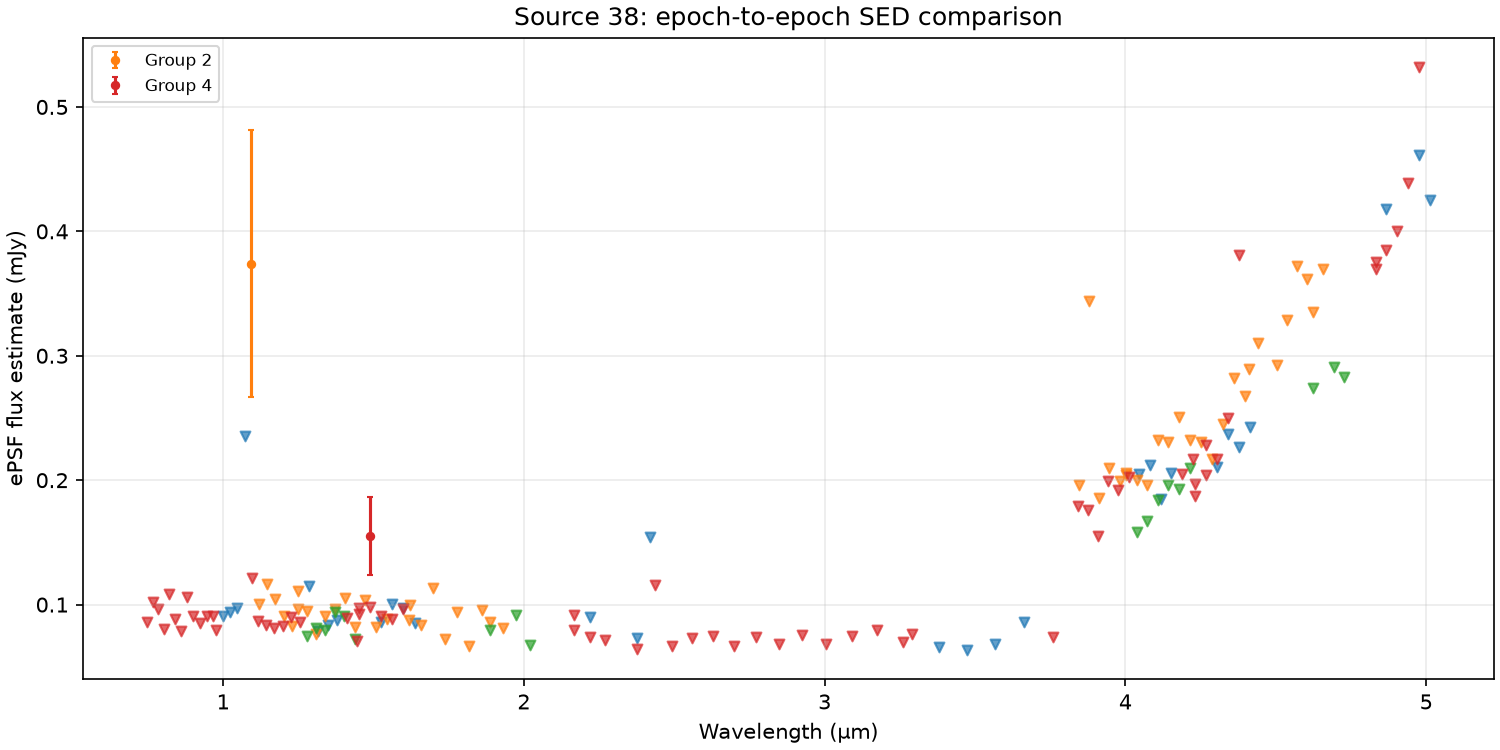 Source 38: epoch-to-epoch SED comparison
Group 2
Group 4
ePSF flux estimate (mJy)
0.5
0.4
0.3
0.2
0.1
1
2
3
4
5
Wavelength (µm)